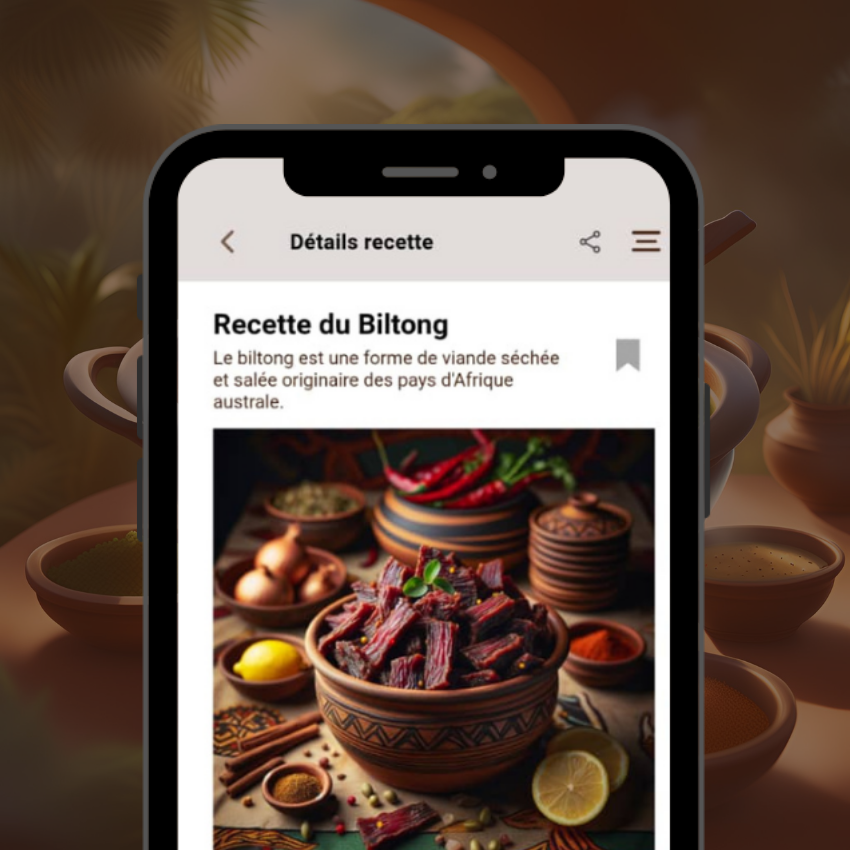 Détails recette
Recette du Biltong
Le biltong est une forme de viande séchée
et salée originaire des pays d'Afrique
australe.